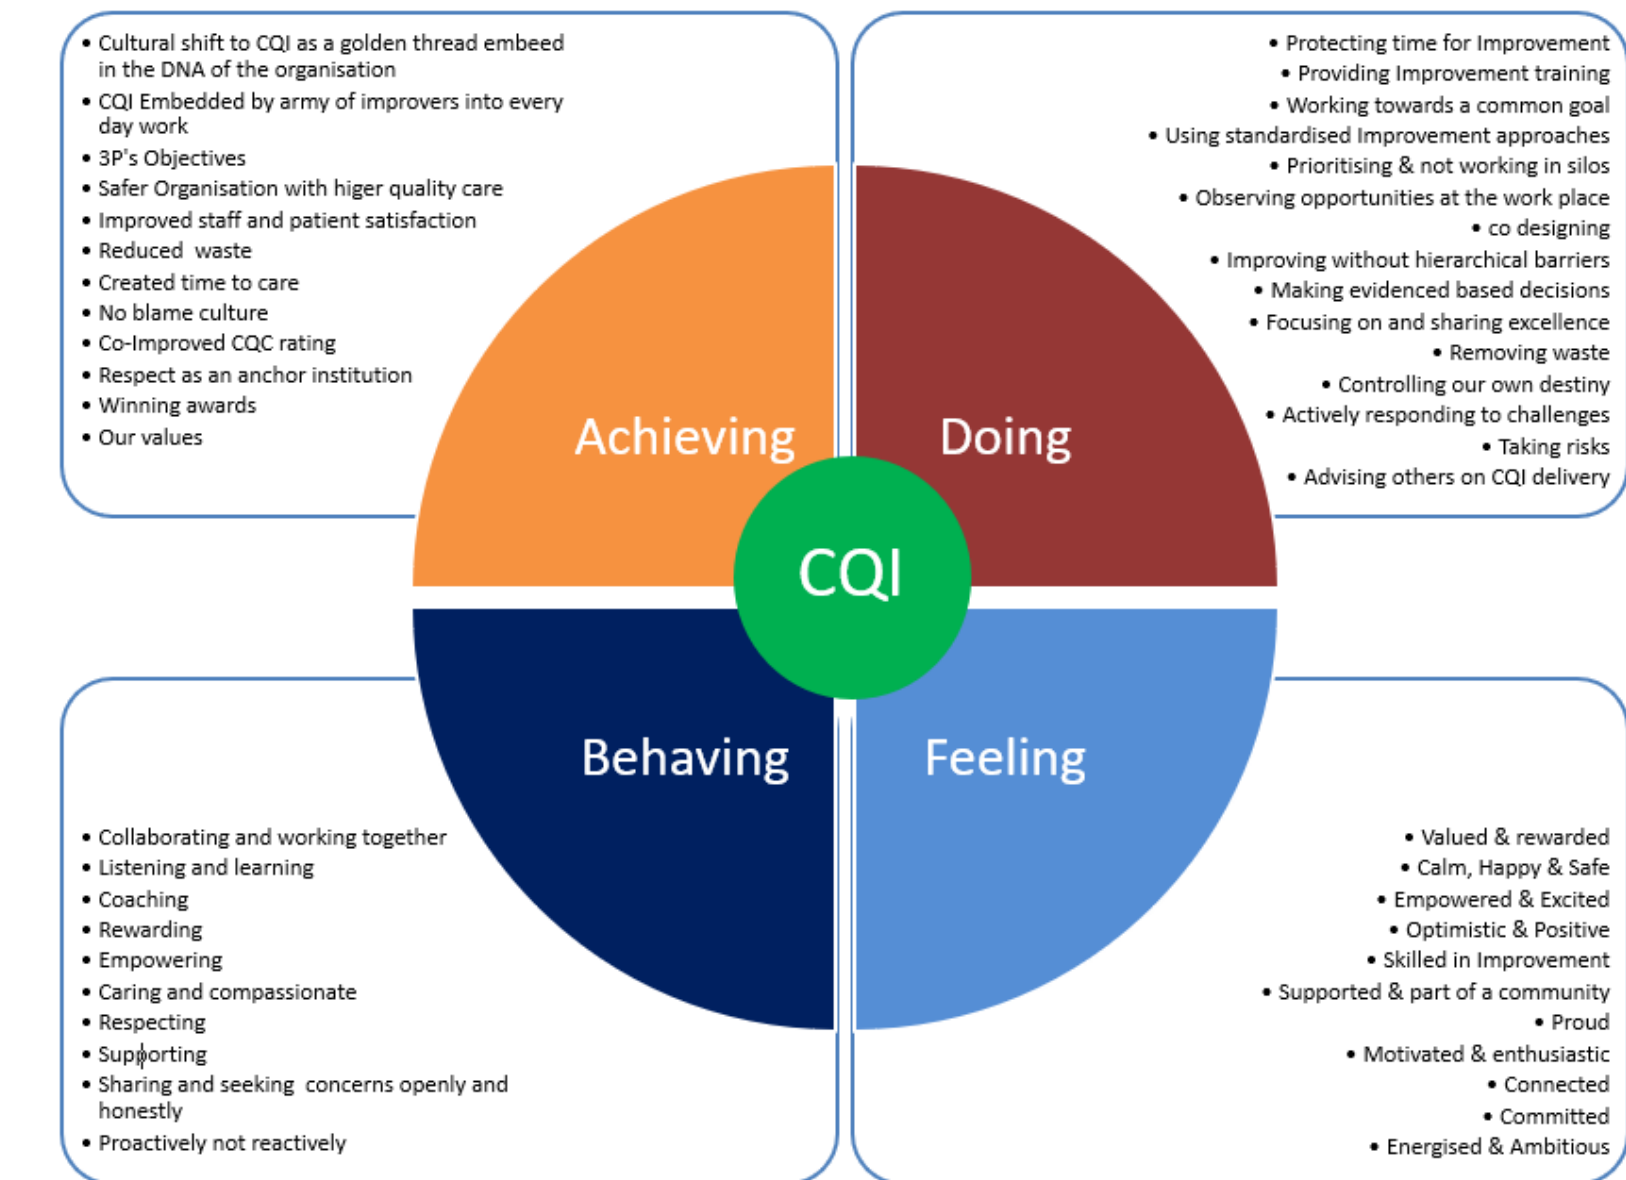 • Cultural shift to CQI as a golden thread embeed
in the DNA of the organisation
• CQI Embedded by army of improvers into every
day work
• 3P's Objectives
• Safer Organisation with higer quality care
• Improved staff and patient satisfaction
• Reduced  waste
• Created time to care
• No blame culture
• Co-Improved CQC rating
• Respect as an anchor institution
• Winning awards
• Our values
• Protecting time for Improvement
• Providing Improvement training
• Working towards a common goal
• Using standardised Improvement approaches
• Prioritising & not working in silos
• Observing opportunities at the work place
• co designing
• Improving without hierarchical barriers
• Making evidenced based decisions
• Focusing on and sharing excellence
• Removing waste
• Controlling our own destiny
• Actively responding to challenges
• Taking risks
• Advising others on CQI delivery
Achieving
Doing
CQI
Behaving
Feeling
• Collaborating and working together
• Listening and learning
• Coaching
• Rewarding
• Empowering
• Caring and compassionate
• Respecting
• Supporting
• Sharing and seeking  concerns openly and
honestly
• Proactively not reactively
• Valued & rewarded
• Calm, Happy & Safe
• Empowered & Excited
• Optimistic & Positive
• Skilled in Improvement
• Supported & part of a community
• Proud
• Motivated & enthusiastic
• Connected
• Committed
• Energised & Ambitious